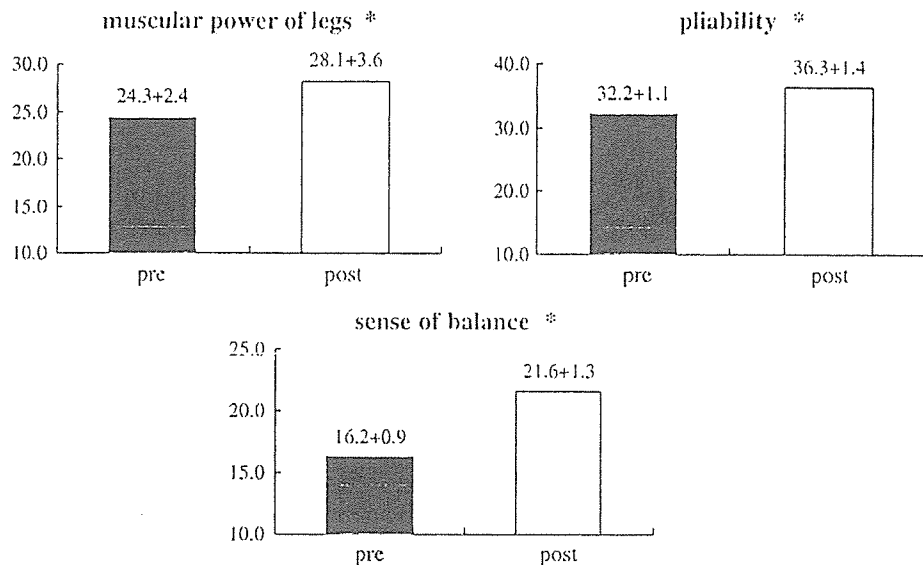 muscular power of legs *
30.0
25.0
20.0
15.0
10.0
24.3+2.4
28.1+3.6
pre
post
pliability *
40.0
30.0
20.0
10.0
32.2+1.1
36.3+1.4
pre
post
sense of balance *
25.0
20.0
15.0
10.0
16.2+0.9
21.6+1.3
pre
post